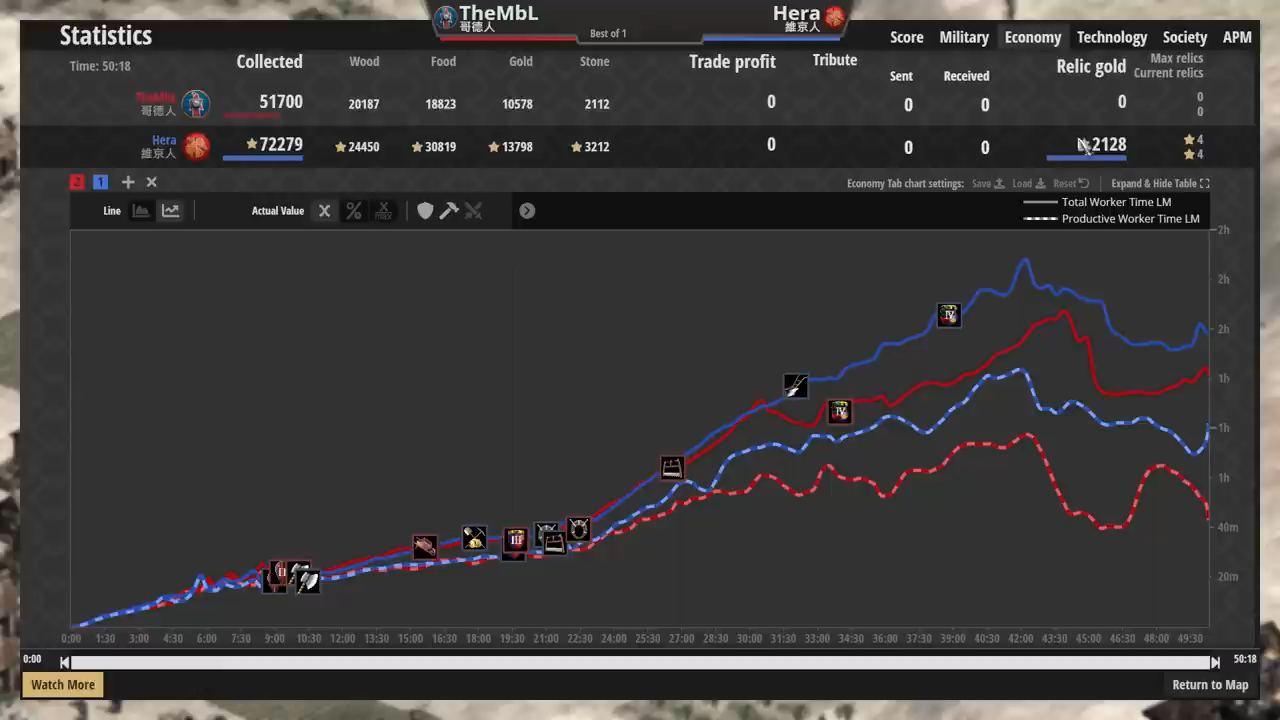 TheMbL
哥德人
Best of 1
Hera
維京人
Statistics
Score Military Economy Technology Society APM
Time: 50:18
Collected Wood Food Gold Stone Trade profit Tribute Sent Received Relic gold Max relics
Current relics
TheMbL
哥德人
51700 20187 18823 10578 2112 0 0 0 0 0
0
Hera
維京人
72279 24450 30819 13798 3212 0 0 0 2128 4
4
2 1
Economy Tab chart settings: Save Load Reset Expand & Hide Table
Line Actual Value
Total Worker Time LM
Productive Worker Time LM
2h
2h
2h
1h
1h
1h
40m
20m
III
IV
IV
II
0:00 1:30 3:00 4:30 6:00 7:30 9:00 10:30 12:00 13:30 15:00 16:30 18:00 19:30 21:00 22:30 24:00 25:30 27:00 28:30 30:00 31:30 33:00 34:30 36:00 37:30 39:00 40:30 42:00 43:30 45:00 46:30 48:00 49:30
0:00 50:18
Watch More Return to Map